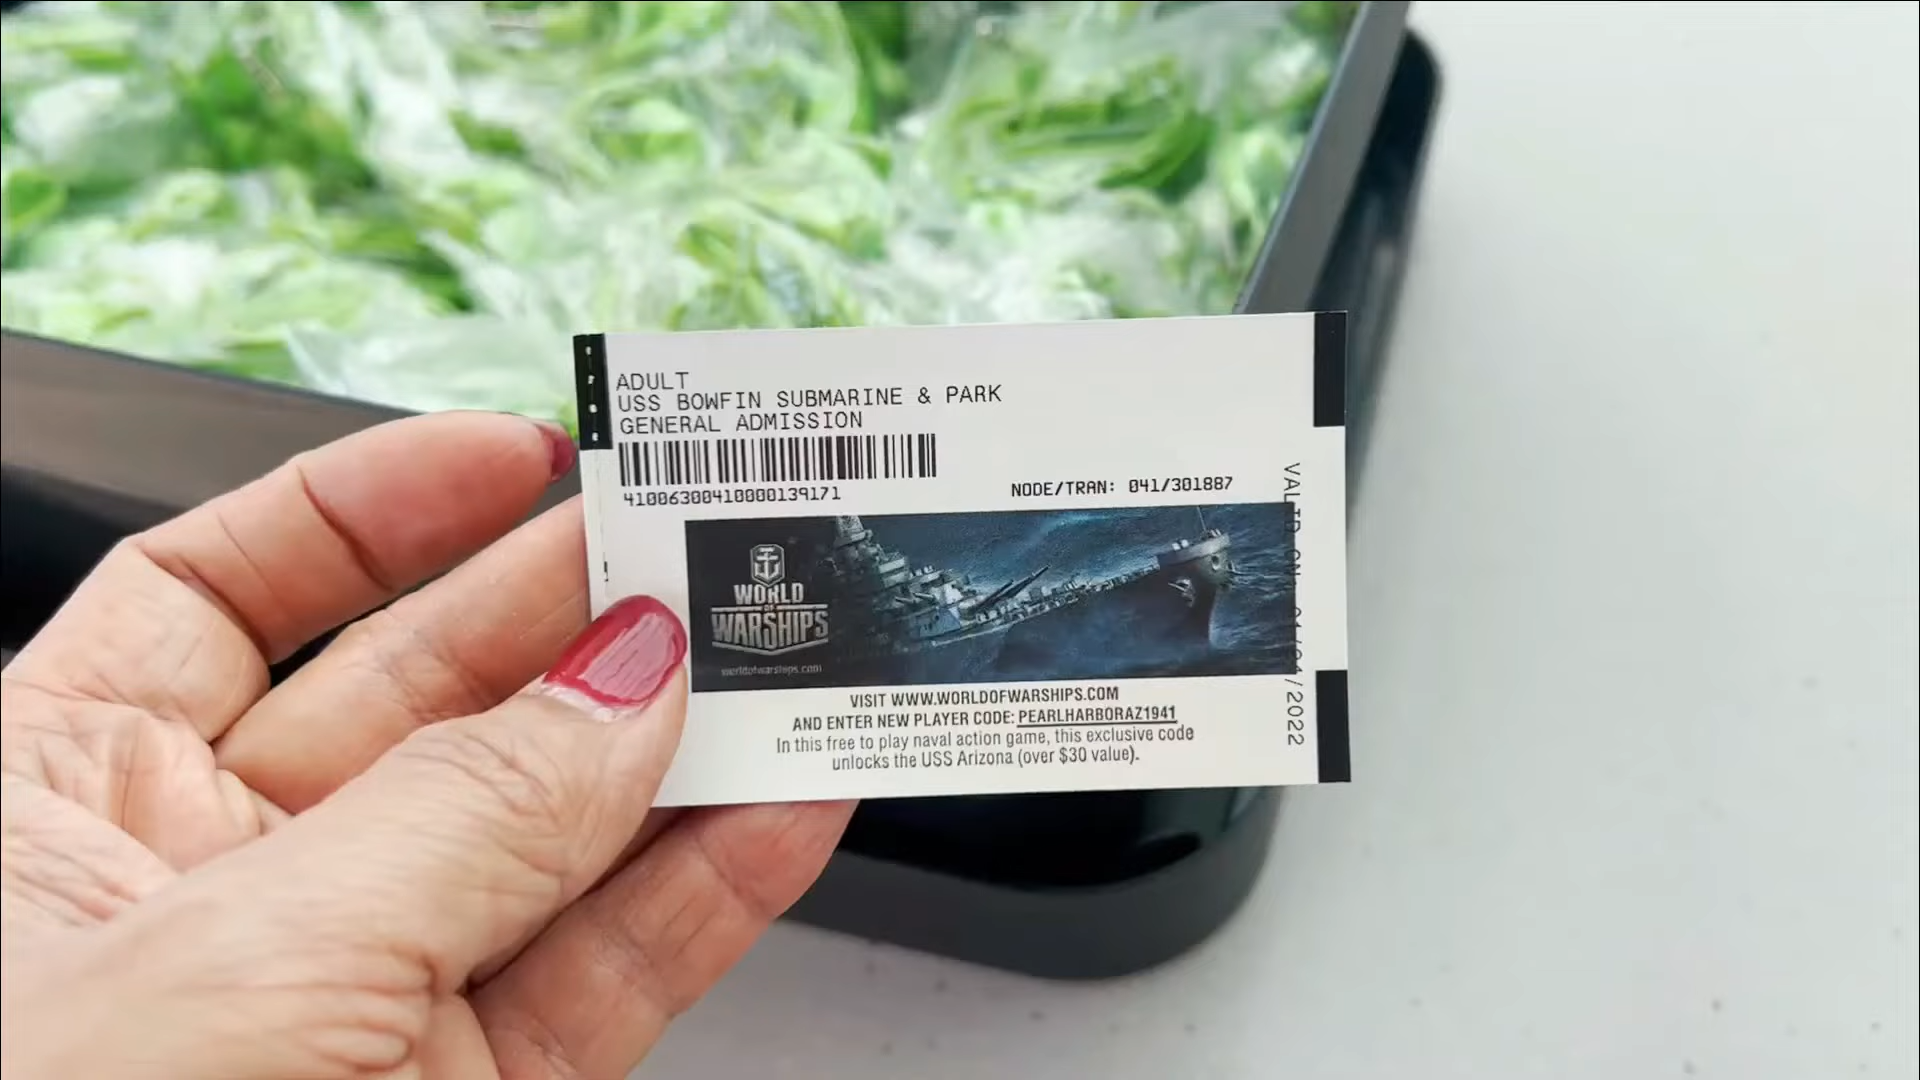 ADULT
USS BOWFIN SUBMARINE & PARK
GENERAL ADMISSION
41006300410000139171
NODE/TRAN: 041/301887
WORLD
OF
WARSHIPS
worldofwarships.com
VISIT WWW.WORLDOFWARSHIPS.COM
AND ENTER NEW PLAYER CODE: PEARLHARBORAZ1941
In this free to play naval action game, this exclusive code
unlocks the USS Arizona (over $30 value).
VALID ON /2022